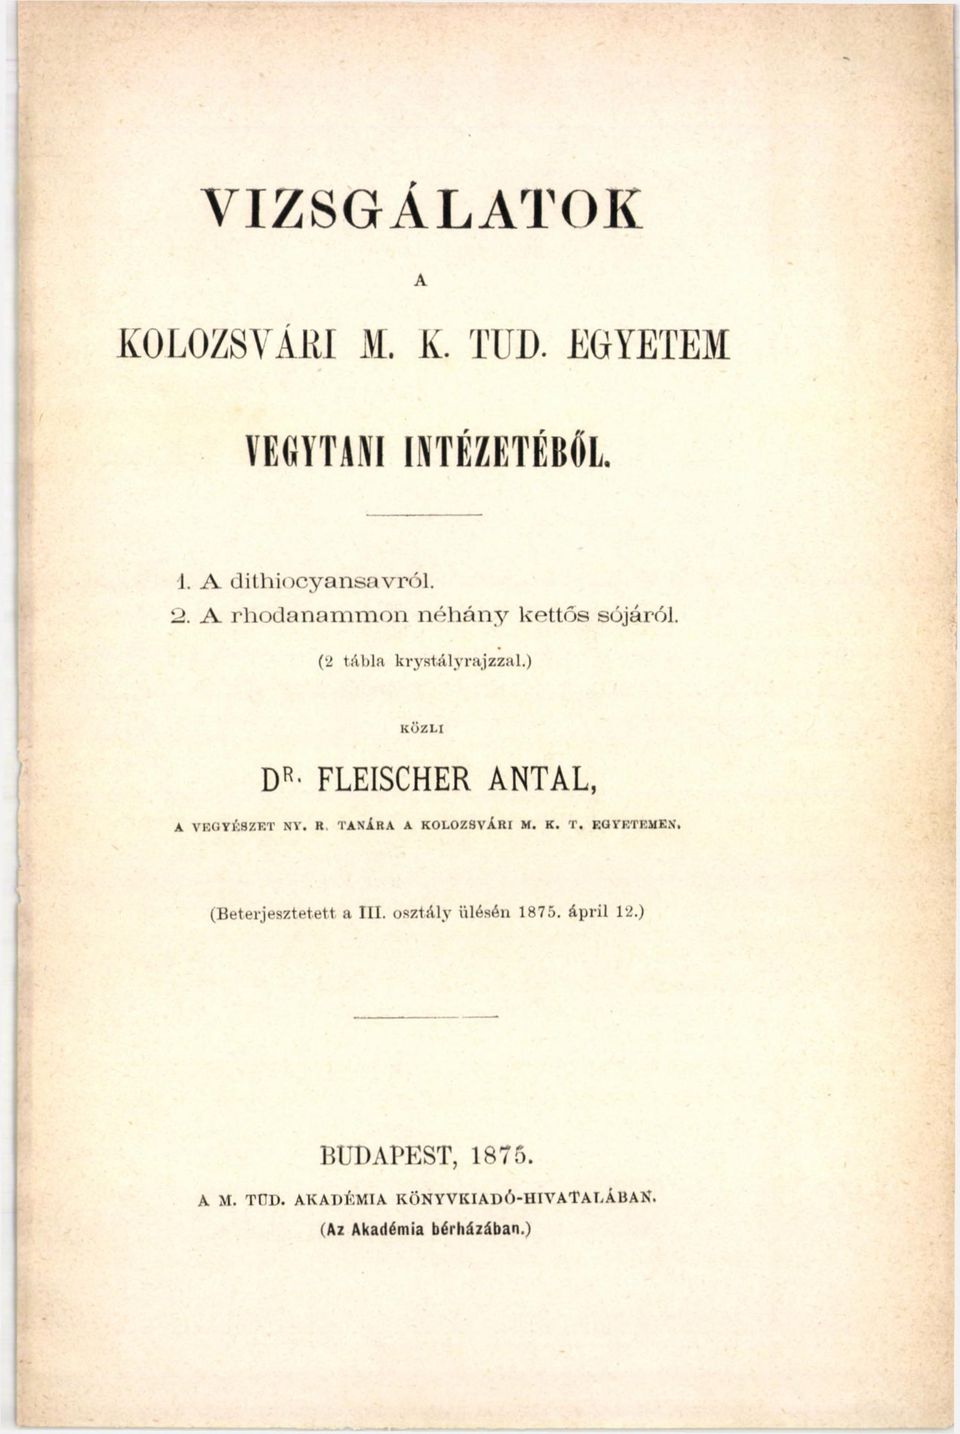 VIZSGÁLATOK
A
KOLOZSVÁRI M. K. TUD. EGYETEM
VEGYTANI INTÉZETÉBŐL.
1. A dithiocyansavról.
2. A rhodanammon néhány kettős sójáról.
(2 tábla krystályrajzzal.)
KÖZLI
DR. FLEISCHER ANTAL,
A VEGYÉSZET NY. R. TANÁRA A KOLOZSVÁRI M. K. T. EGYETEMEN.
(Beterjesztetett a III. osztály ülésén 1875. ápril 12.)
BUDAPEST, 1875.
A M. TUD. AKADÉMIA KÖNYVKIADÓ-HIVATALÁBAN.
(Az Akadémia bérházában.)